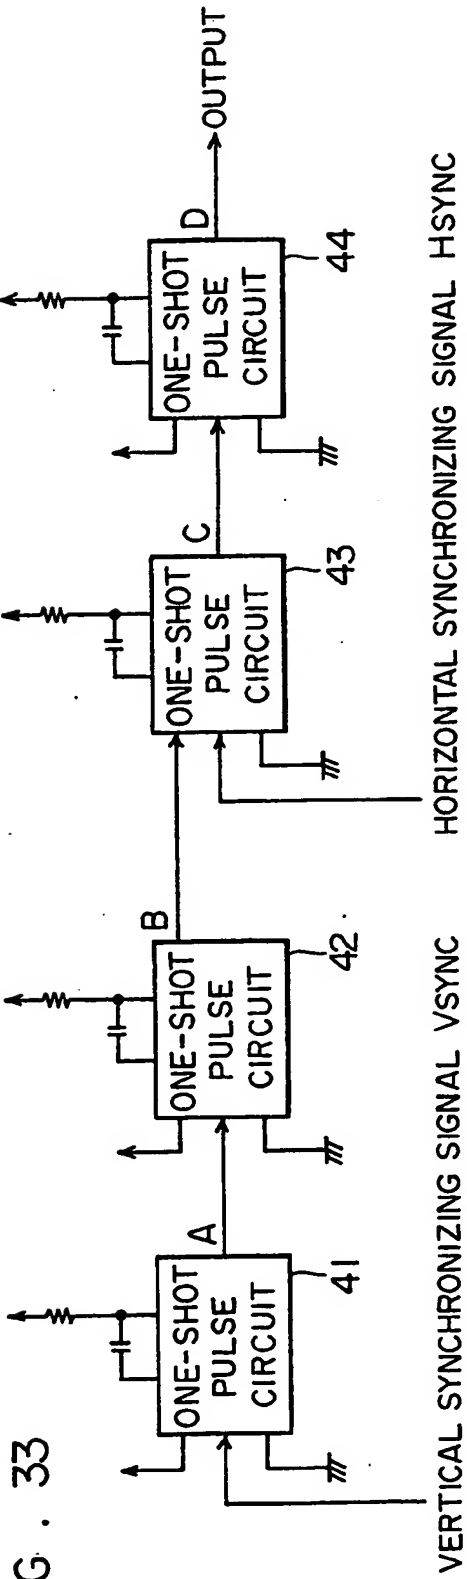 G. 33
VERTICAL SYNCHRONIZING SIGNAL VSYNC
ONE-SHOT
PULSE
CIRCUIT
41
A
ONE-SHOT
PULSE
CIRCUIT
42
B
HORIZONTAL SYNCHRONIZING SIGNAL HSYNC
ONE-SHOT
PULSE
CIRCUIT
43
C
ONE-SHOT
PULSE
CIRCUIT
44
D
OUTPUT